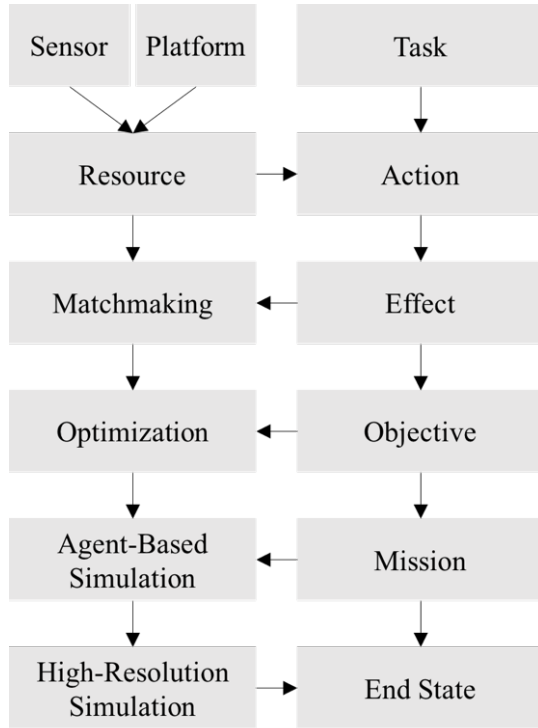 Sensor
Platform
Task
Resource
Action
Matchmaking
Effect
Optimization
Objective
Agent-Based
Simulation
Mission
High-Resolution
Simulation
End State